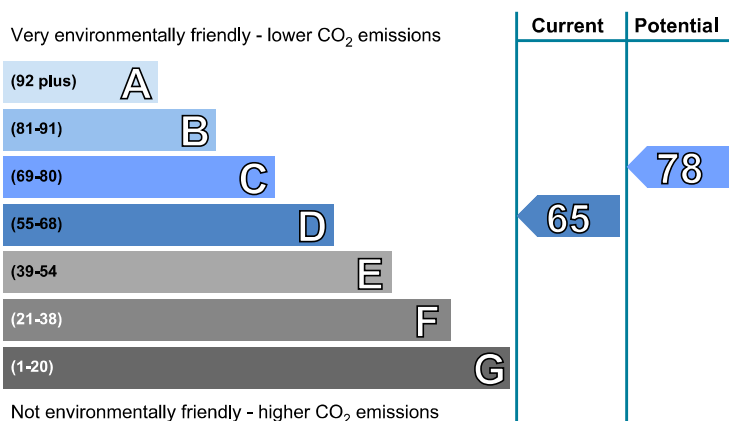 Very environmentally friendly - lower CO₂ emissions
Current
Potential
(92 plus) A
(81-91) B
(69-80) C
78
(55-68) D
65
(39-54 E
(21-38) F
(1-20) G
Not environmentally friendly - higher CO₂ emissions